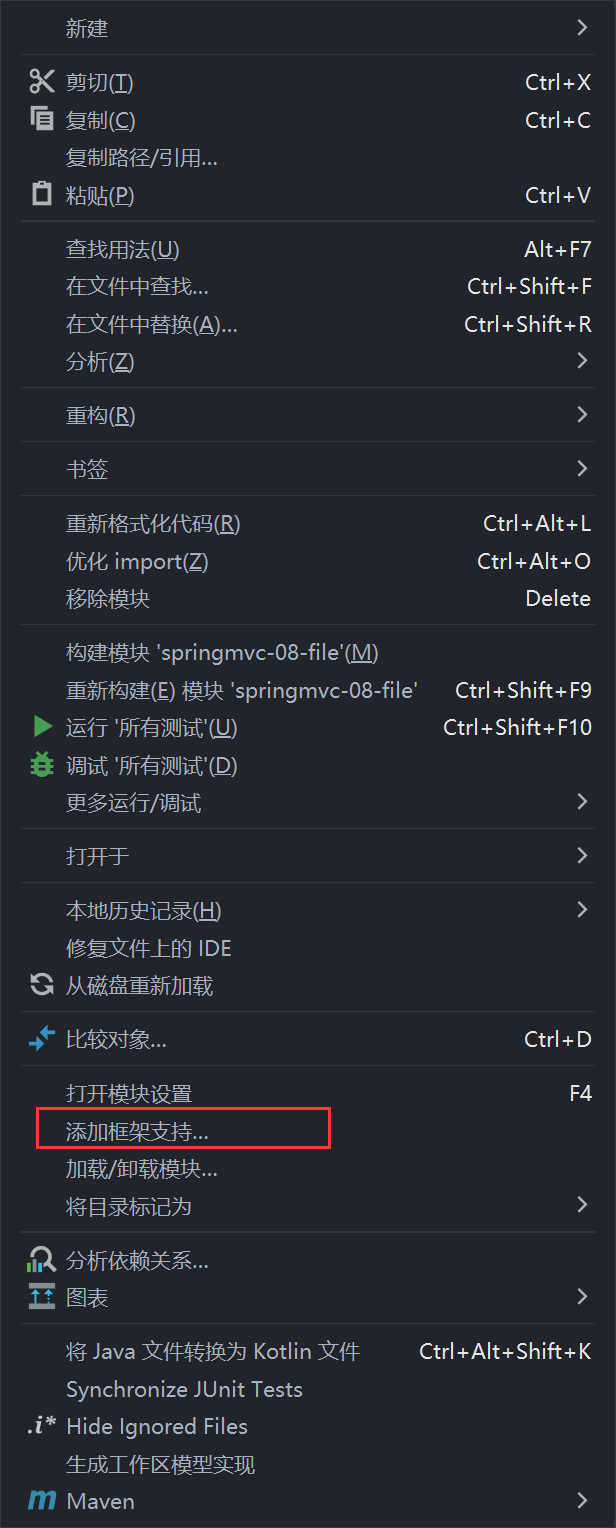 新建
剪切(T) Ctrl+X
复制(C) Ctrl+C
复制路径/引用...
粘贴(P) Ctrl+V
查找用法(U) Alt+F7
在文件中查找... Ctrl+Shift+F
在文件中替换(A)... Ctrl+Shift+R
分析(Z)
重构(R)
书签
重新格式化代码(R) Ctrl+Alt+L
优化 import(Z) Ctrl+Alt+O
移除模块 Delete
构建模块 'springmvc-08-file'(M)
重新构建(E) 模块 'springmvc-08-file' Ctrl+Shift+F9
运行 '所有测试'(U) Ctrl+Shift+F10
调试 '所有测试'(D)
更多运行/调试
打开于
本地历史记录(H)
修复文件上的 IDE
从磁盘重新加载
比较对象... Ctrl+D
打开模块设置 F4
添加框架支持...
加载/卸载模块...
将目录标记为
分析依赖关系...
图表
将 Java 文件转换为 Kotlin 文件 Ctrl+Alt+Shift+K
Synchronize JUnit Tests
.i* Hide Ignored Files
生成工作区模型实现
m Maven